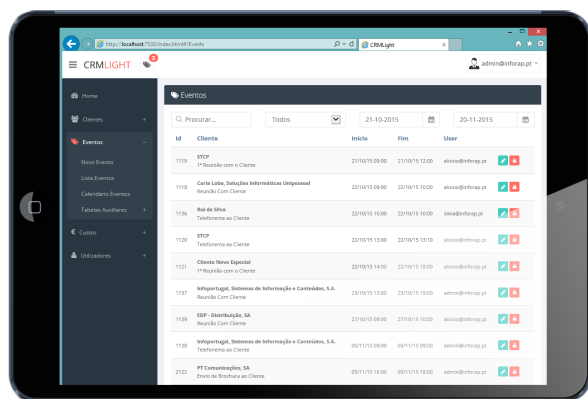 http://localhost:7530/index.html#/Eventos
CRMLight
CRMLIGHT
3
admin@inforap.pt
Home
Clientes +
Eventos −
Novo Evento
Lista Eventos
Calendário Eventos
Tabelas Auxiliares +
Custos +
Utilizadores +
Eventos
Procurar... Todos 21-10-2015 20-11-2015
Id Cliente Inicio Fim User
1119 STCP 21/10/15 09:00 21/10/15 12:00 aloisio@inforap.pt
1ª Reunião com o Cliente
1118 Carla Lobo, Soluções Informáticas Unipessoal 22/10/15 09:00 22/10/15 10:00 aloisio@inforap.pt
Reunião Com Cliente
1136 Rui da Silva 22/10/15 10:00 22/10/15 10:00 silvia@inforap.pt
Telefonema ao Cliente
1120 STCP 22/10/15 13:00 22/10/15 13:10 aloisio@inforap.pt
Telefonema ao Cliente
1121 Cliente Novo Especial 22/10/15 14:00 22/10/15 18:00 aloisio@inforap.pt
1ª Reunião com o Cliente
1137 Infoportugal, Sistemas de Informação e Conteúdos, S.A. 23/10/15 13:00 23/10/15 19:00 admin@inforap.pt
Reunião Com Cliente
1139 EDP - Distribuição, SA 27/10/15 09:00 27/10/15 10:00 aloisio@inforap.pt
Reunião Com Cliente
1138 Infoportugal, Sistemas de Informação e Conteúdos, S.A. 05/11/15 09:00 05/11/15 09:00 admin@inforap.pt
Telefonema ao Cliente
2122 PT Comunicações, SA 05/11/15 16:00 05/11/15 18:00 admin@inforap.pt
Envio de Brochura ao Cliente